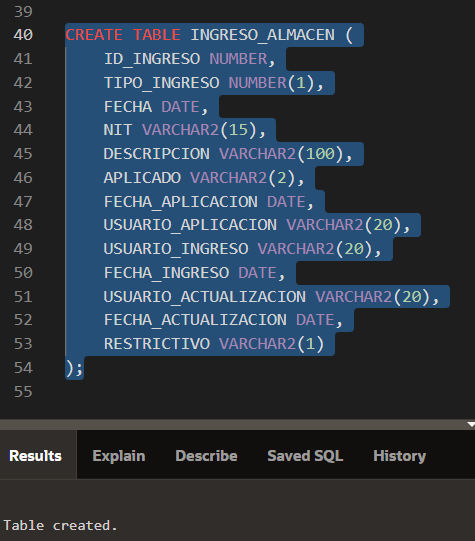 39
40 CREATE TABLE INGRESO_ALMACEN (
41 ID_INGRESO NUMBER,
42 TIPO_INGRESO NUMBER(1),
43 FECHA DATE,
44 NIT VARCHAR2(15),
45 DESCRIPCION VARCHAR2(100),
46 APLICADO VARCHAR2(2),
47 FECHA_APLICACION DATE,
48 USUARIO_APLICACION VARCHAR2(20),
49 USUARIO_INGRESO VARCHAR2(20),
50 FECHA_INGRESO DATE,
51 USUARIO_ACTUALIZACION VARCHAR2(20),
52 FECHA_ACTUALIZACION DATE,
53 RESTRICTIVO VARCHAR2(1)
54 );
55
Results Explain Describe Saved SQL History
Table created.